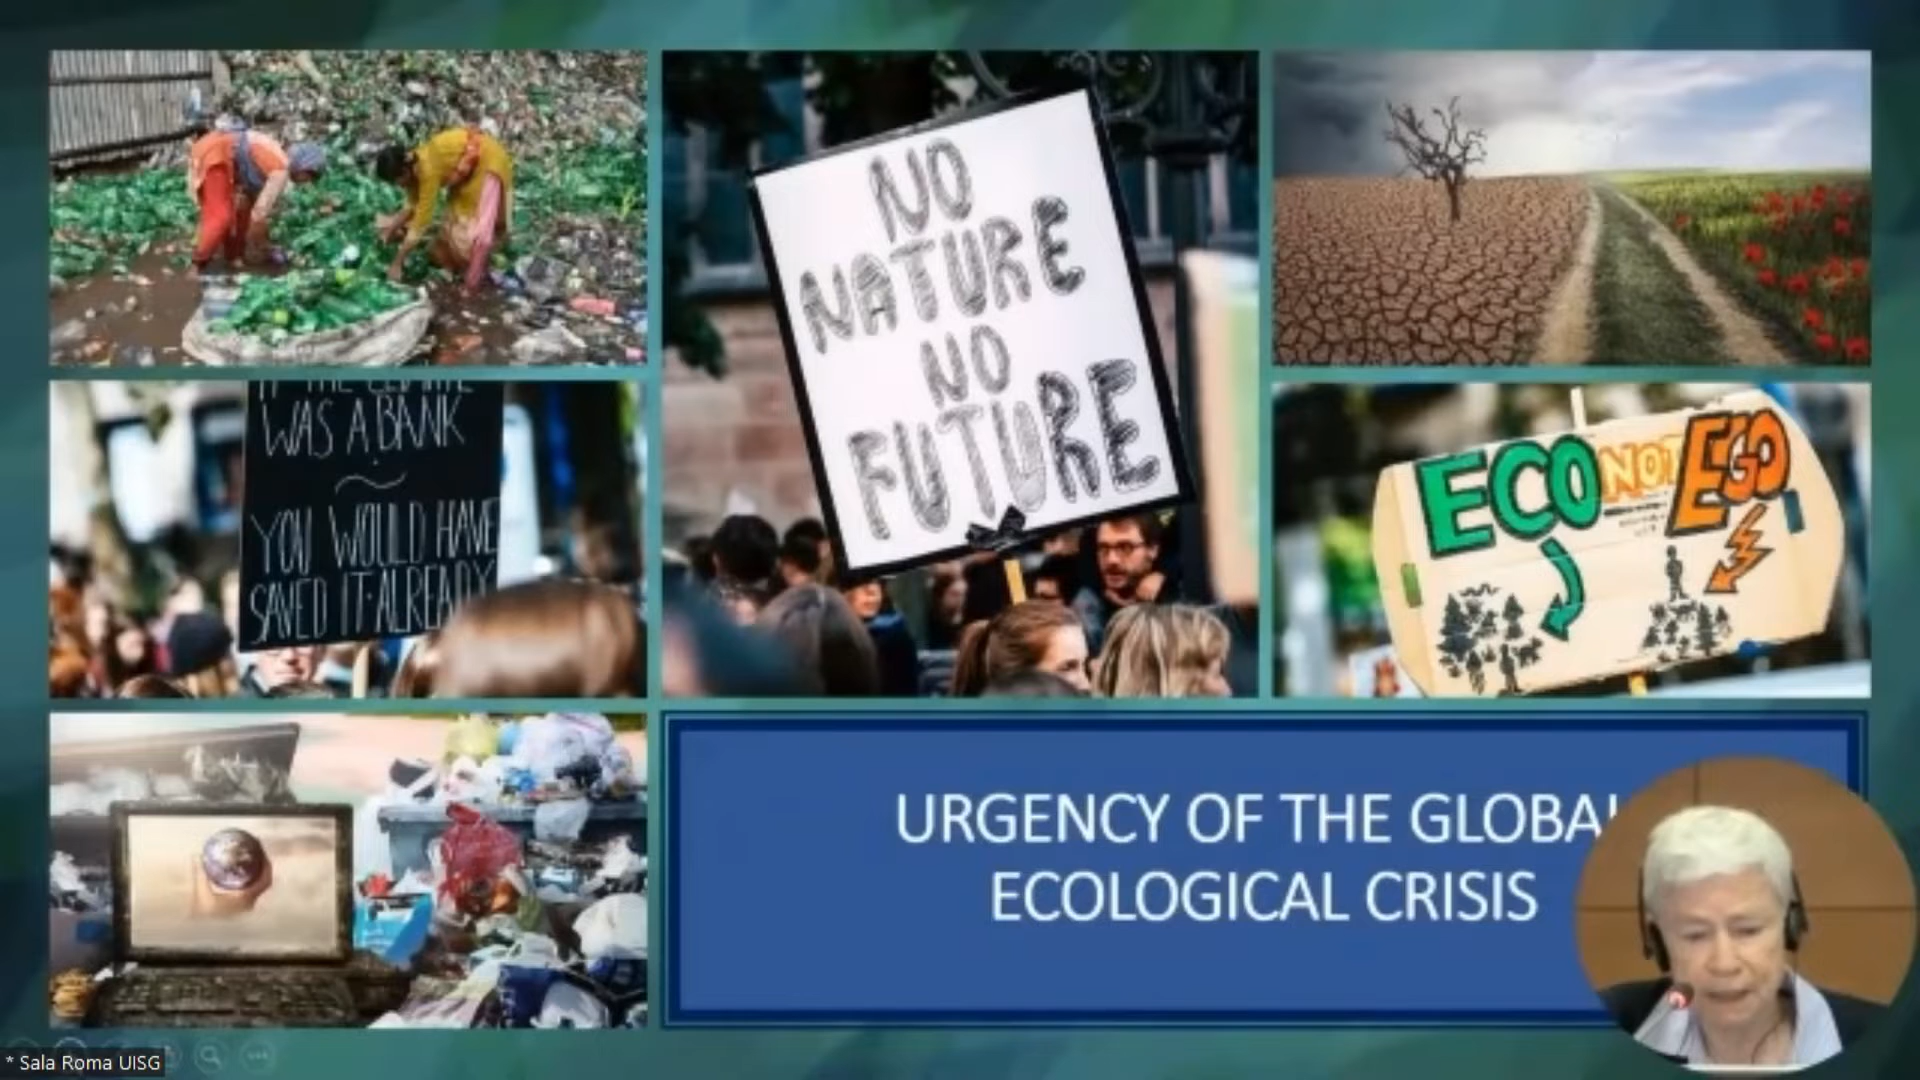 NO
NATURE
NO
FUTURE
WAS A BANK
YOU WOULD HAVE
SAVED IT ALREADY
ECO NOT EGO
URGENCY OF THE GLOBAL
ECOLOGICAL CRISIS
* Sala Roma UISG